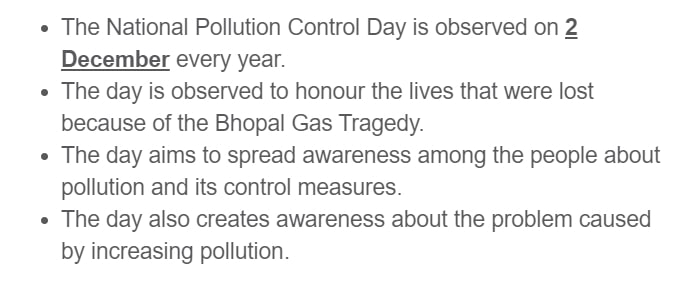 • The National Pollution Control Day is observed on 2
December every year.
• The day is observed to honour the lives that were lost
because of the Bhopal Gas Tragedy.
• The day aims to spread awareness among the people about
pollution and its control measures.
• The day also creates awareness about the problem caused
by increasing pollution.